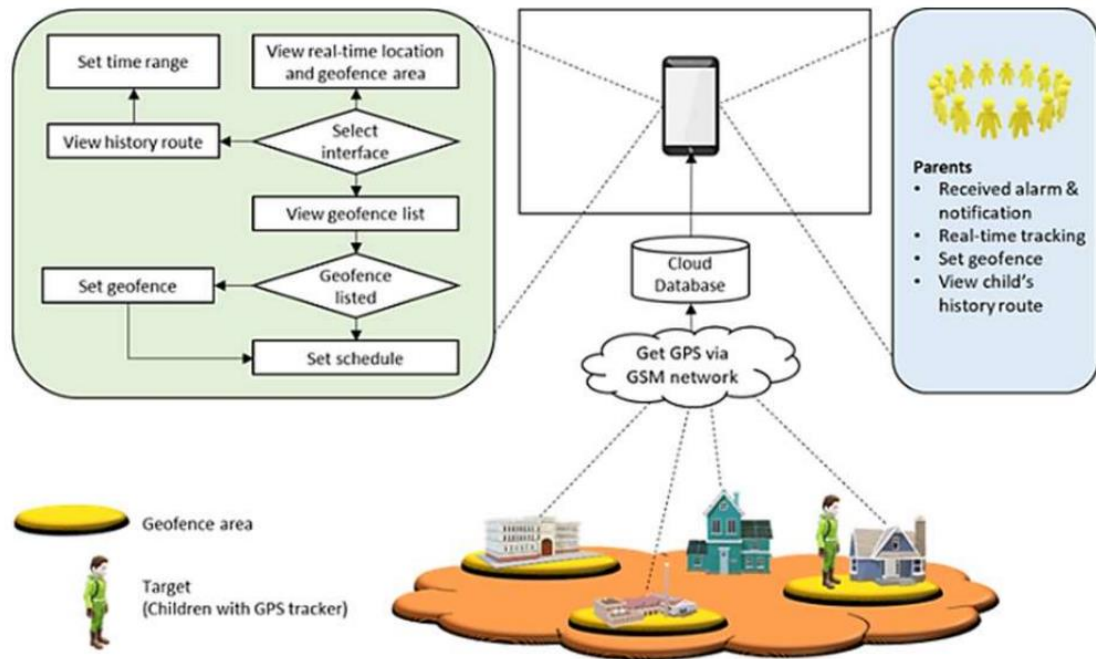 Set time range
View real-time location
and geofence area
View history route
Select
interface
View geofence list
Set geofence
Geofence
listed
Set schedule
Cloud
Database
Get GPS via
GSM network
Parents
• Received alarm &
notification
• Real-time tracking
• Set geofence
• View child's
history route
Geofence area
Target
(Children with GPS tracker)